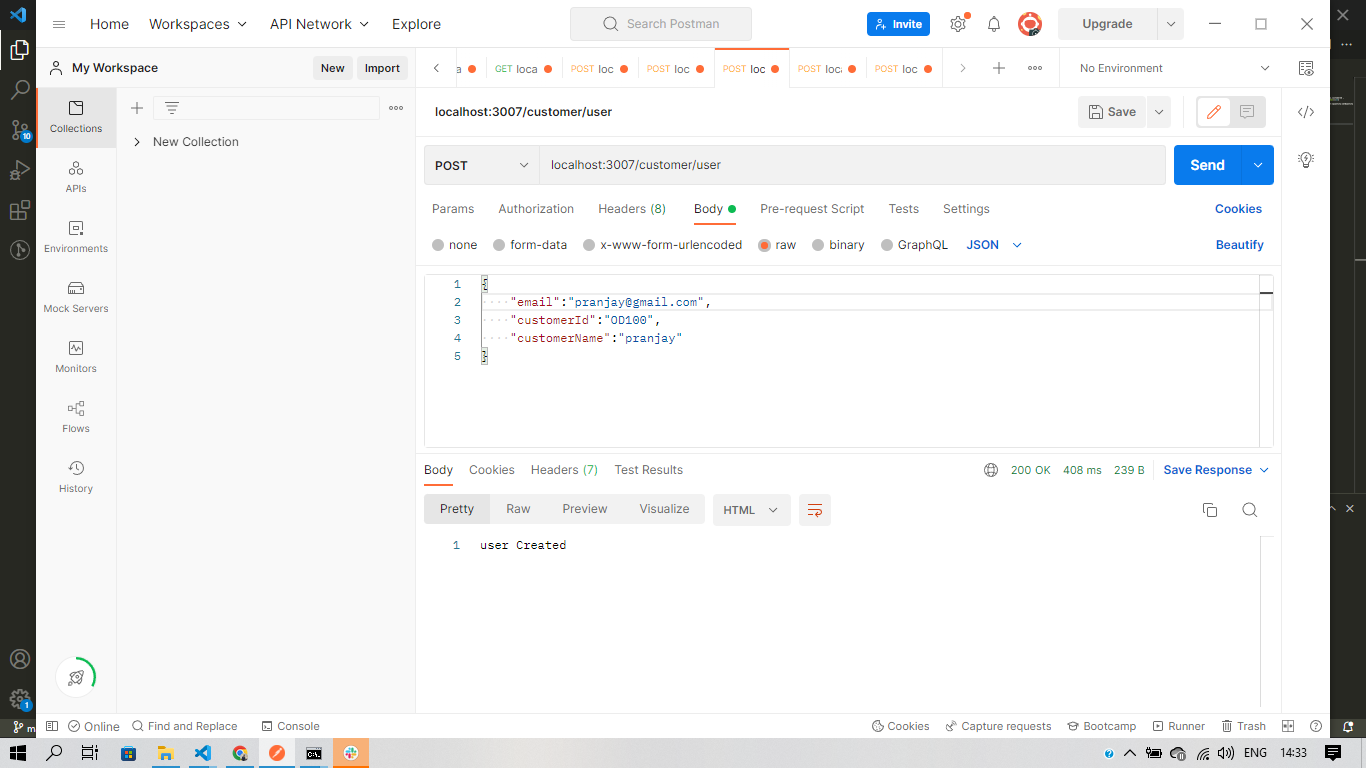 Home Workspaces API Network Explore Search Postman Invite Upgrade
My Workspace New Import
a GET loca POST loc POST loc POST loc POST loc POST loc No Environment
Collections
New Collection
APIs
Environments
Mock Servers
Monitors
Flows
History
10
1
localhost:3007/customer/user Save
POST localhost:3007/customer/user Send
Params Authorization Headers (8) Body Pre-request Script Tests Settings Cookies
none form-data x-www-form-urlencoded raw binary GraphQL JSON Beautify
1 {
2 "email":"pranjay@gmail.com",
3 "customerId":"OD100",
4 "customerName":"pranjay"
5 }
Body Cookies Headers (7) Test Results 200 OK 408 ms 239 B Save Response
Pretty Raw Preview Visualize HTML
1 user Created
m Online Find and Replace Console Cookies Capture requests Bootcamp Runner Trash
ENG 14:33